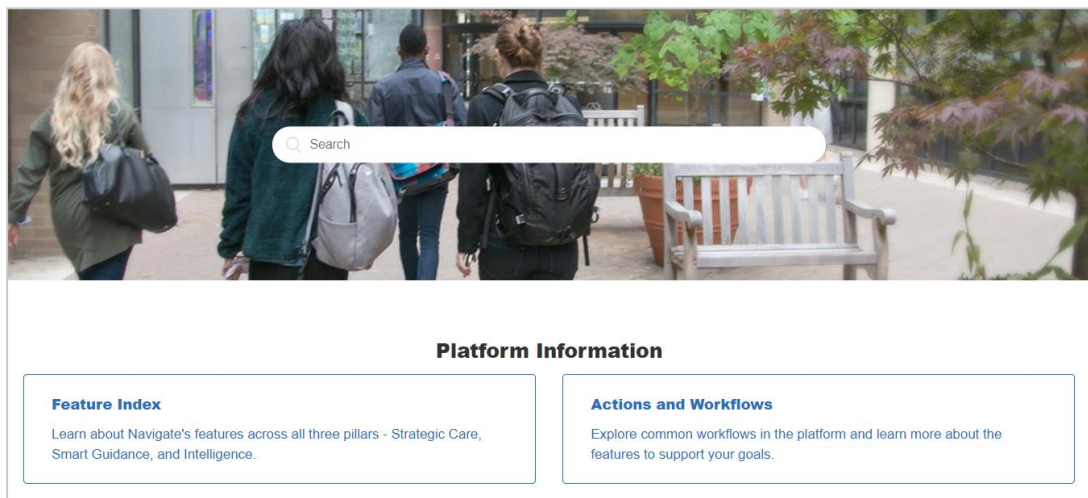 Search
Platform Information
Feature Index
Learn about Navigate's features across all three pillars - Strategic Care,
Smart Guidance, and Intelligence.
Actions and Workflows
Explore common workflows in the platform and learn more about the
features to support your goals.